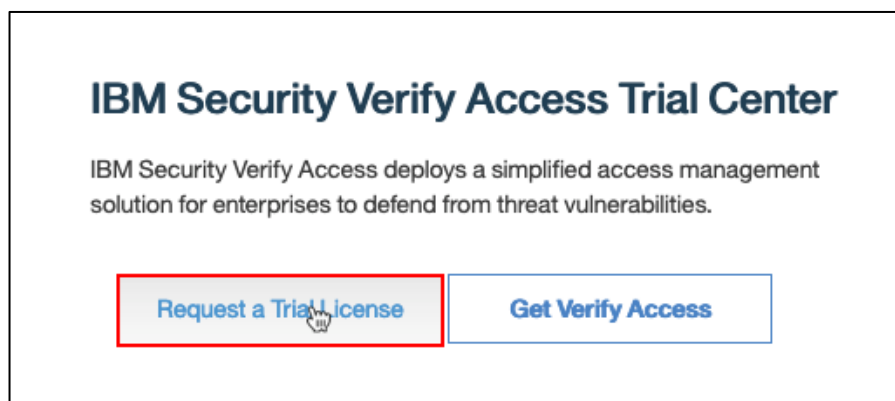 IBM Security Verify Access Trial Center
IBM Security Verify Access deploys a simplified access management
solution for enterprises to defend from threat vulnerabilities.
Request a Trial License
Get Verify Access